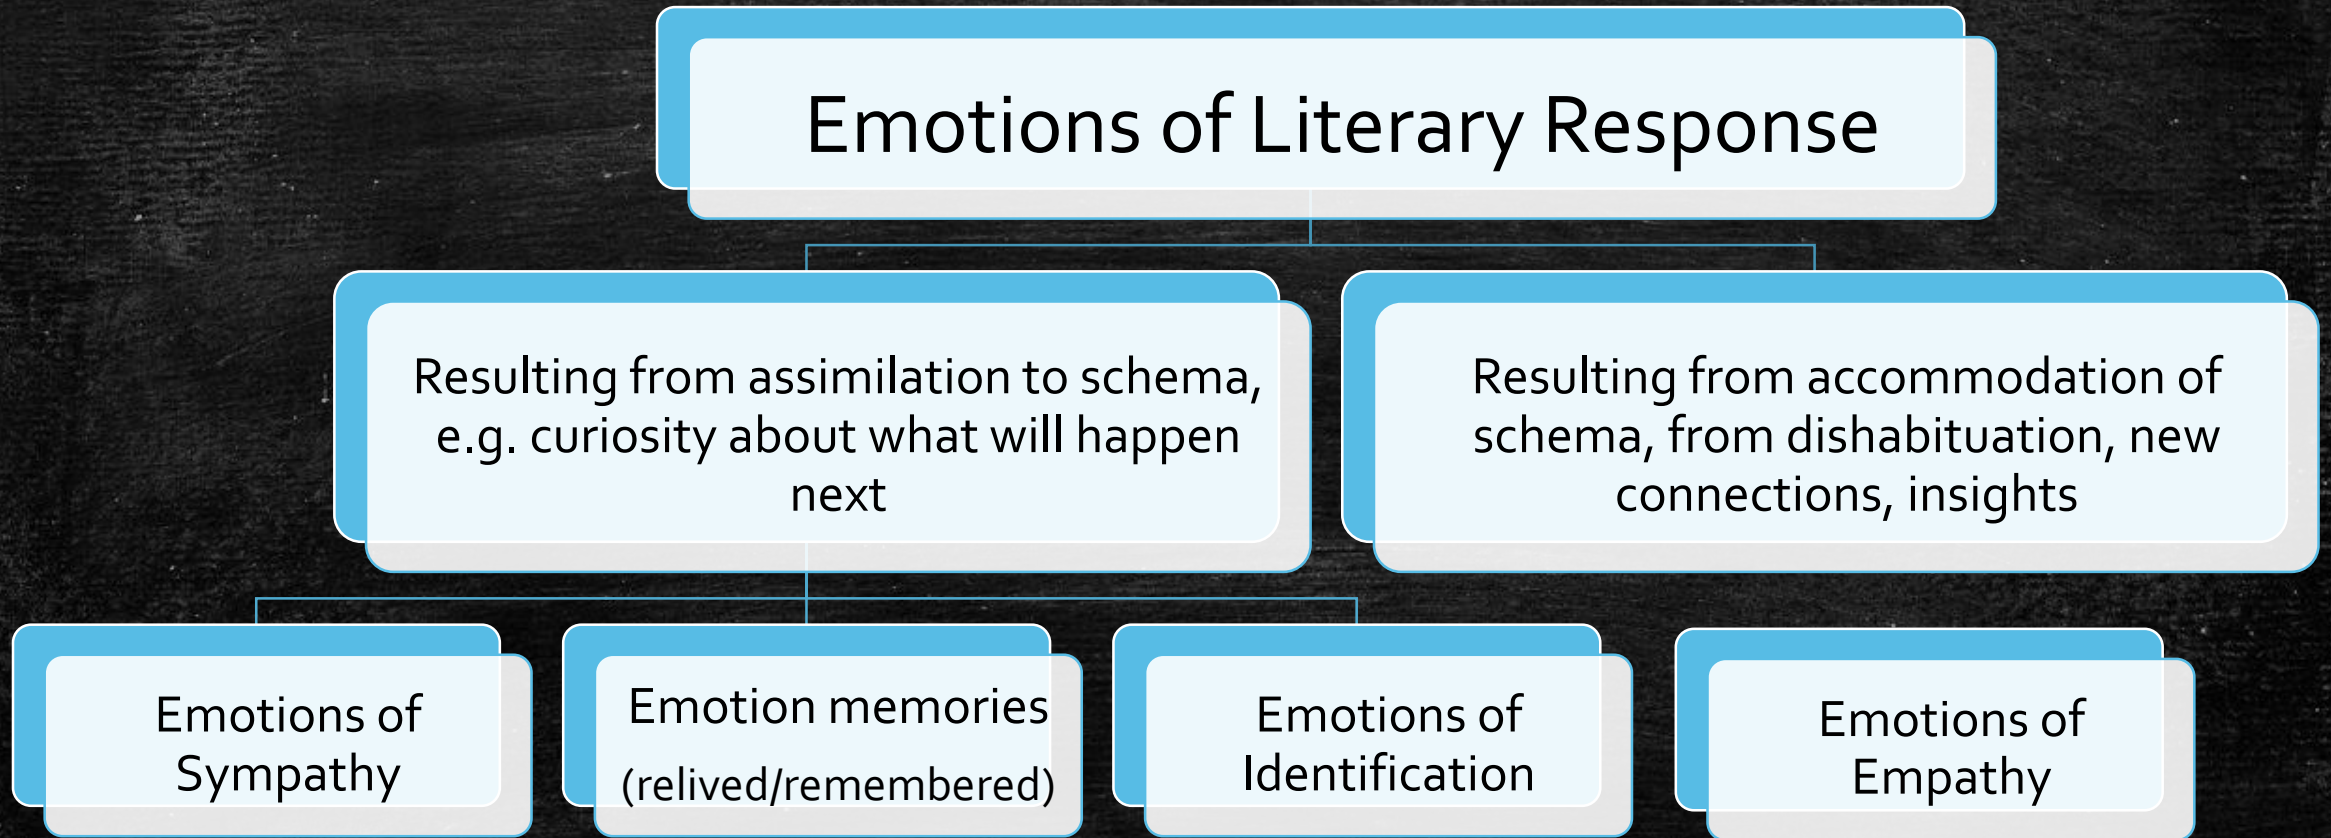 Emotions of Literary Response
Resulting from assimilation to schema,
e.g. curiosity about what will happen
next
Resulting from accommodation of
schema, from dishabituation, new
connections, insights
Emotions of
Sympathy
Emotion memories
(relived/remembered)
Emotions of
Identification
Emotions of
Empathy